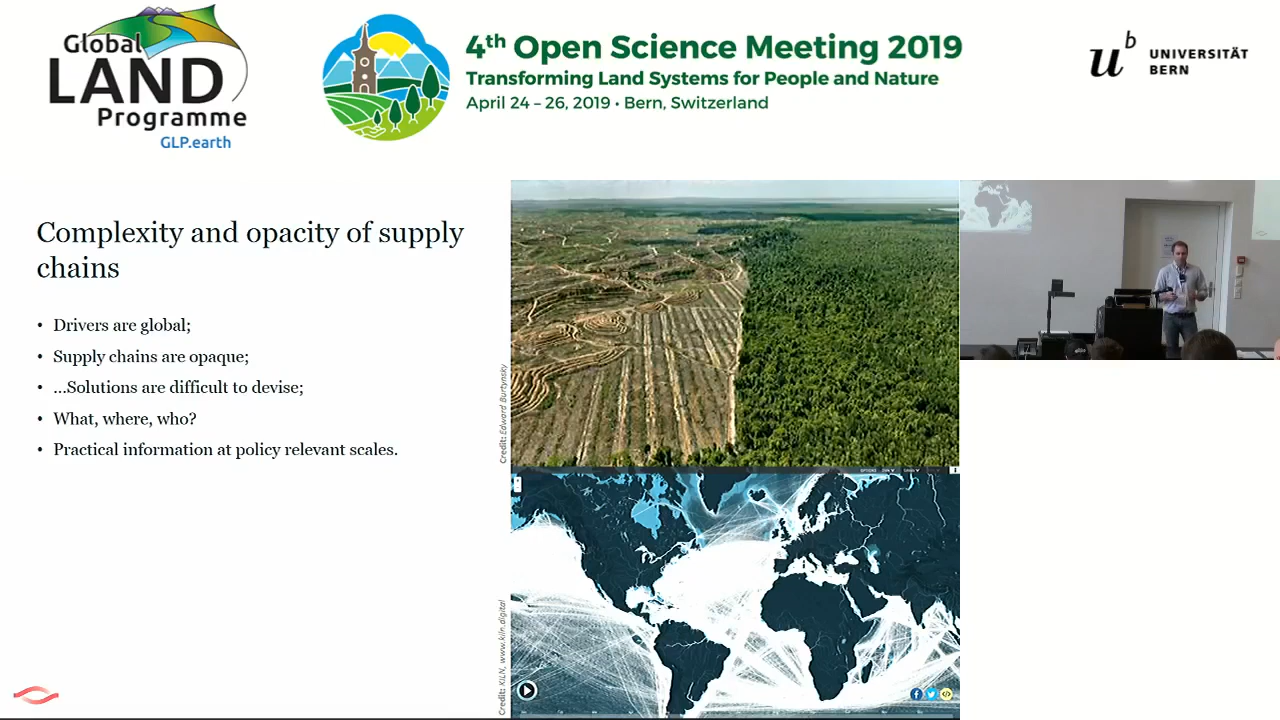 Global
LAND
Programme
GLP.earth
4th Open Science Meeting 2019
Transforming Land Systems for People and Nature
April 24 – 26, 2019 • Bern, Switzerland
u b
UNIVERSITÄT
BERN
Complexity and opacity of supply
chains
• Drivers are global;
• Supply chains are opaque;
• …Solutions are difficult to devise;
• What, where, who?
• Practical information at policy relevant scales.
Credit: Edward Burtynsky
Credit: KILN, www.kiln.digital